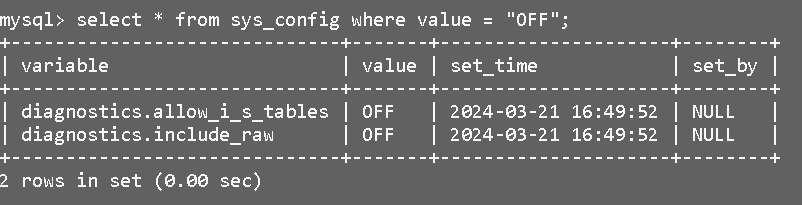 mysql> select * from sys_config where value = "OFF";
+----------------------------------+-------+---------------------+--------+
| variable                         | value | set_time            | set_by |
+----------------------------------+-------+---------------------+--------+
| diagnostics.allow_i_s_tables | OFF   | 2024-03-21 16:49:52 | NULL   |
| diagnostics.include_raw      | OFF   | 2024-03-21 16:49:52 | NULL   |
+----------------------------------+-------+---------------------+--------+
2 rows in set (0.00 sec)